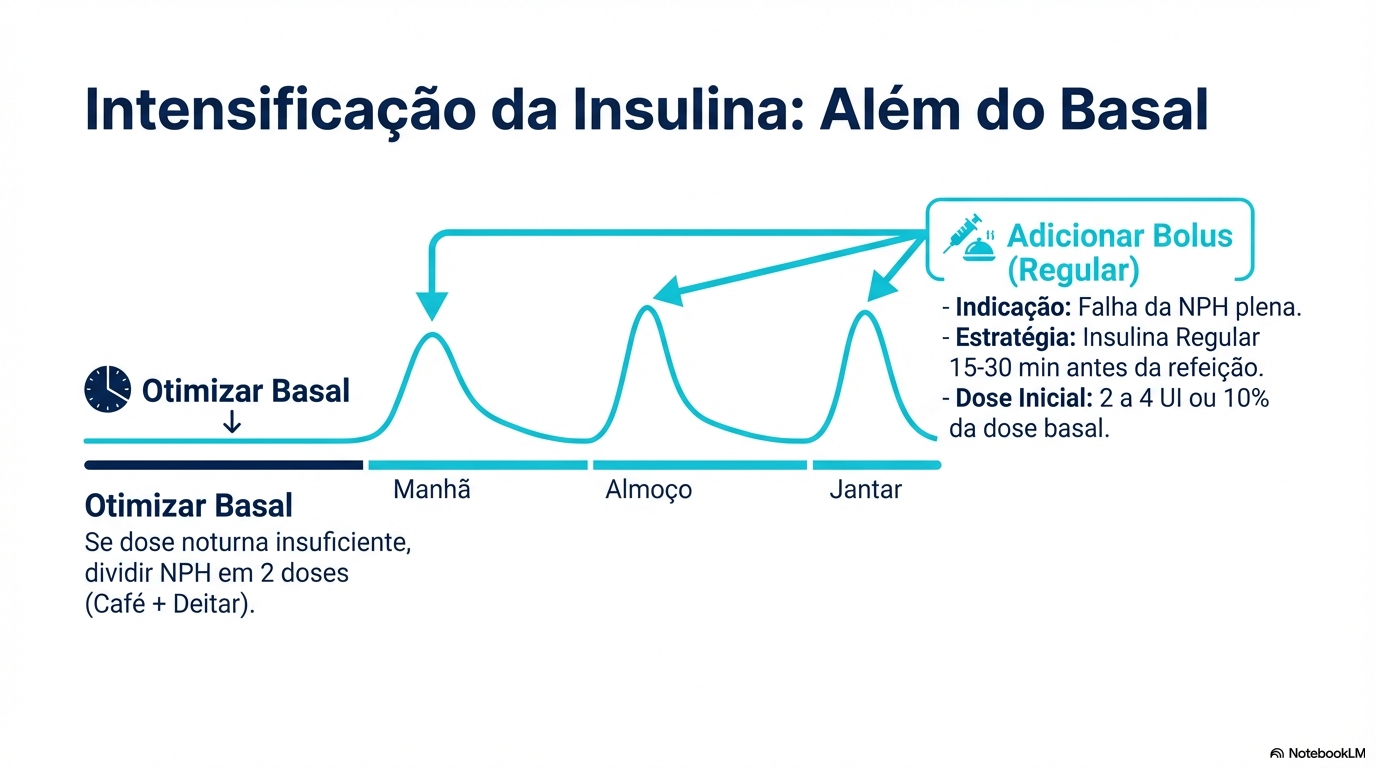 Intensificação da Insulina: Além do Basal
Adicionar Bolus
(Regular)
- Indicação: Falha da NPH plena.
- Estratégia: Insulina Regular
15-30 min antes da refeição.
- Dose Inicial: 2 a 4 UI ou 10%
da dose basal.
Otimizar Basal
Manhã
Almoço
Jantar
Otimizar Basal
Se dose noturna insuficiente,
dividir NPH em 2 doses
(Café + Deitar).
NotebookLM